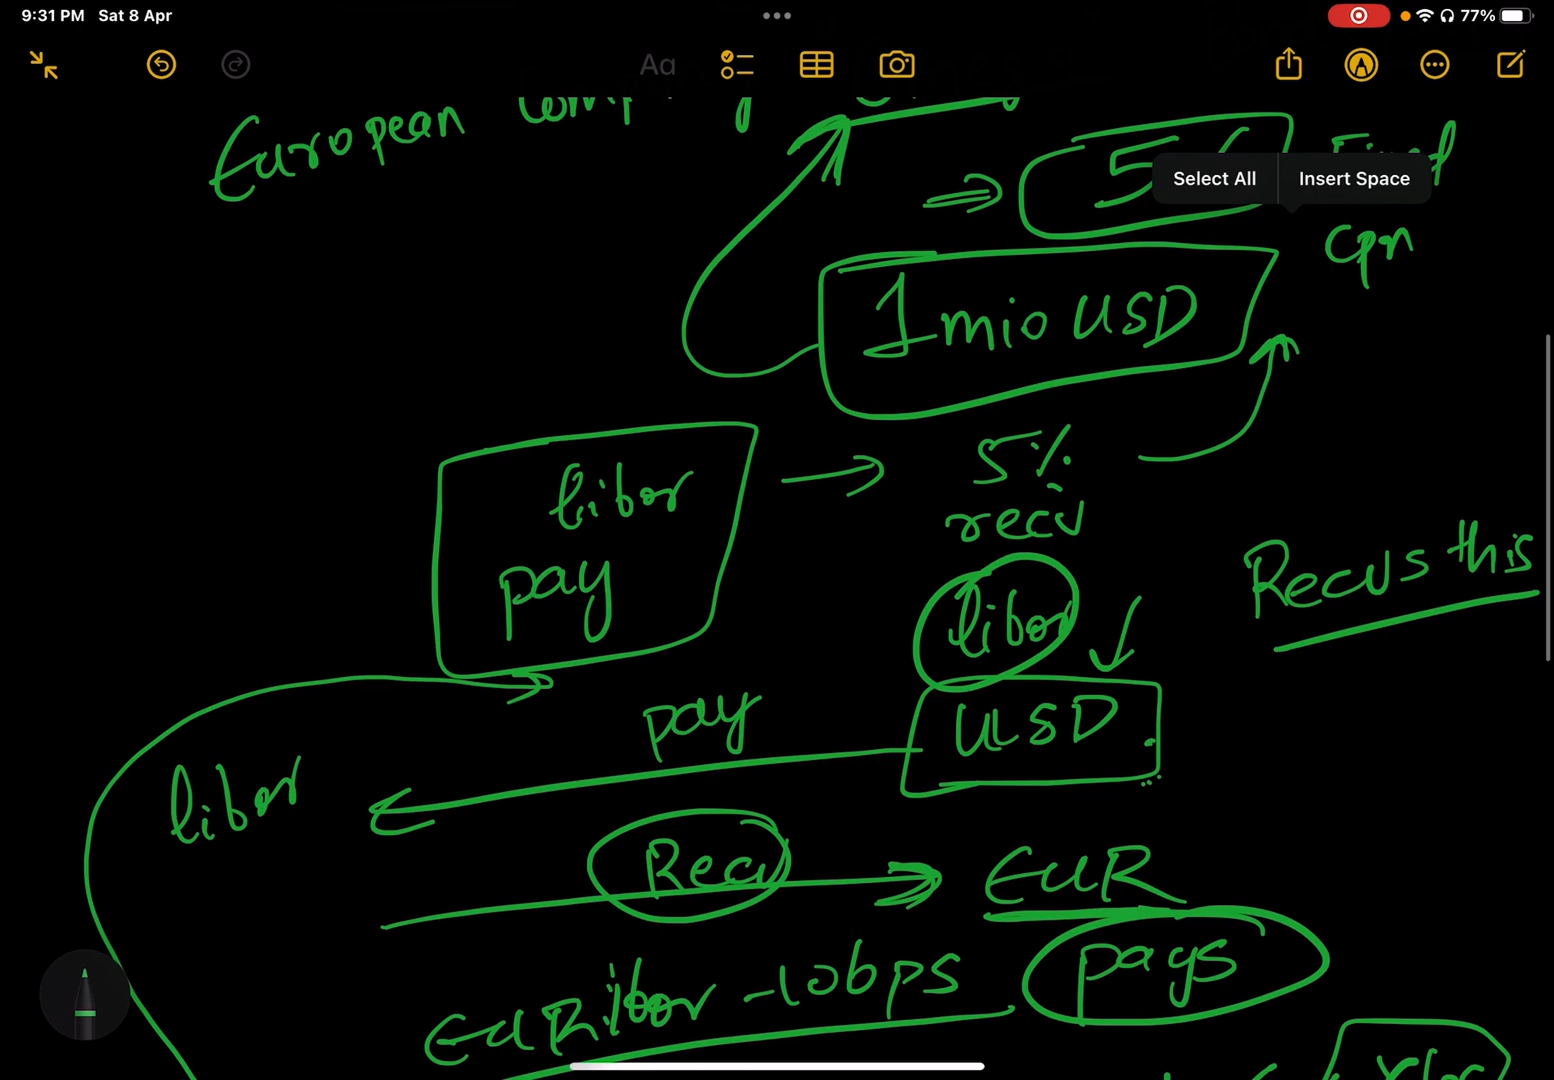 9:31 PM Sat 8 Apr
77%
Aa
European
Select All
Insert Space
cpn
1 mio USD
libor
5%
recv
pay
libor
Recvs this
USD
pay
libor
Recv
EUR
EURibor -10bps
pays